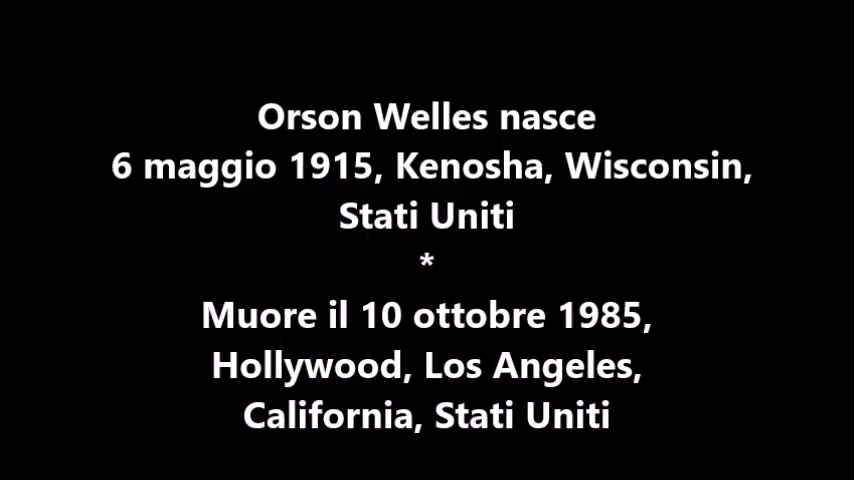 Orson Welles nasce
6 maggio 1915, Kenosha, Wisconsin,
Stati Uniti
*
Muore il 10 ottobre 1985,
Hollywood, Los Angeles,
California, Stati Uniti